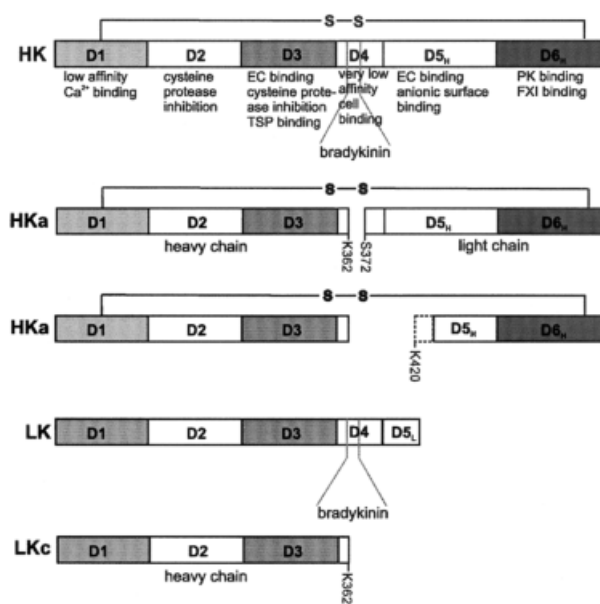 S S
HK D1 D2 D3 D4 D5H D6H
low affinity
Ca²⁺ binding
cysteine
protease
inhibition
EC binding
cysteine prote-
ase inhibition
TSP binding
very low
affinity
cell
binding
EC binding
anionic surface
binding
PK binding
FXI binding
bradykinin
S S
HKa D1 D2 D3 D5H D6H
heavy chain
K362
S372
light chain
S S
HKa D1 D2 D3 D5H D6H
K420
LK D1 D2 D3 D4 D5L
bradykinin
LKc D1 D2 D3
heavy chain
K362